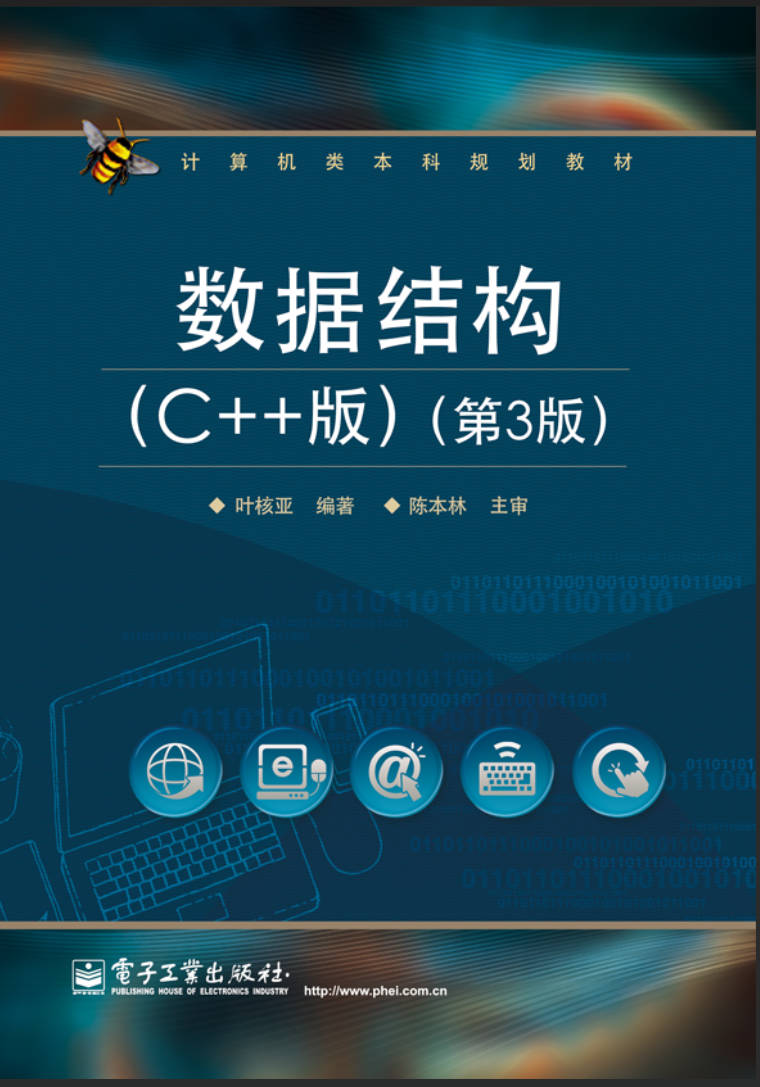 计算机类本科规划教材
数据结构
（C++版）（第3版）
◆ 叶核亚 编著 ◆ 陈本林 主审
01101101110001001010010110010
0110110111000100101
e
@
電子工業出版社·
PUBLISHING HOUSE OF ELECTRONICS INDUSTRY
http://www.phei.com.cn